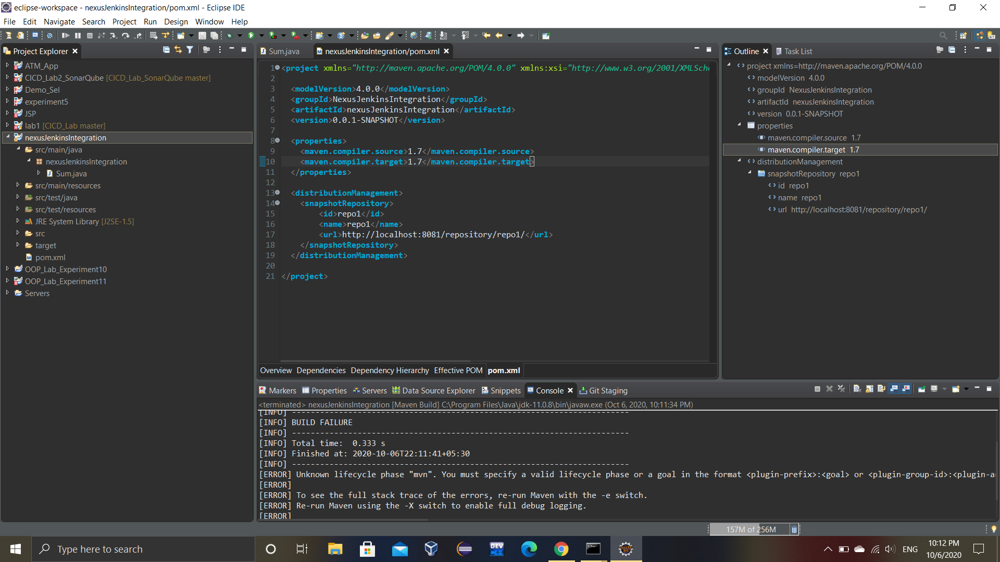 eclipse-workspace - nexusJenkinsIntegration/pom.xml - Eclipse IDE
File Edit Navigate Search Project Run Design Window Help
Project Explorer
ATM_App
CICD_Lab2_SonarQube [CICD_Lab_SonarQube master]
Demo_Sel
experiment5
JSP
lab1 [CICD_Lab master]
nexusJenkinsIntegration
src/main/java
nexusJenkinsIntegration
Sum.java
src/main/resources
src/test/java
src/test/resources
JRE System Library [J2SE-1.5]
src
target
pom.xml
OOP_Lab_Experiment10
OOP_Lab_Experiment11
Servers
Sum.java nexusJenkinsIntegration/pom.xml
1 <project xmlns="http://maven.apache.org/POM/4.0.0" xmlns:xsi="http://www.w3.org/2001/XMLSche
2
3 <modelVersion>4.0.0</modelVersion>
4 <groupId>NexusJenkinsIntegration</groupId>
5 <artifactId>nexusJenkinsIntegration</artifactId>
6 <version>0.0.1-SNAPSHOT</version>
7
8 <properties>
9 <maven.compiler.source>1.7</maven.compiler.source>
10 <maven.compiler.target>1.7</maven.compiler.target>
11 </properties>
12
13 <distributionManagement>
14 <snapshotRepository>
15 <id>repo1</id>
16 <name>repo1</name>
17 <url>http://localhost:8081/repository/repo1/</url>
18 </snapshotRepository>
19 </distributionManagement>
20
21 </project>
Overview Dependencies Dependency Hierarchy Effective POM pom.xml
Outline Task List
project xmlns=http://maven.apache.org/POM/4.0.0
modelVersion 4.0.0
groupId NexusJenkinsIntegration
artifactId nexusJenkinsIntegration
version 0.0.1-SNAPSHOT
properties
maven.compiler.source 1.7
maven.compiler.target 1.7
distributionManagement
snapshotRepository repo1
id repo1
name repo1
url http://localhost:8081/repository/repo1/
Markers Properties Servers Data Source Explorer Snippets Console Git Staging
<terminated> nexusJenkinsIntegration [Maven Build] C:\Program Files\Java\jdk-11.0.8\bin\javaw.exe (Oct 6, 2020, 10:11:34 PM)
[INFO] ------------------------------------------------------------------------
[INFO] BUILD FAILURE
[INFO] ------------------------------------------------------------------------
[INFO] Total time:  0.333 s
[INFO] Finished at: 2020-10-06T22:11:41+05:30
[INFO] ------------------------------------------------------------------------
[ERROR] Unknown lifecycle phase "mvn". You must specify a valid lifecycle phase or a goal in the format <plugin-prefix>:<goal> or <plugin-group-id>:<plugin-a
[ERROR]
[ERROR] To see the full stack trace of the errors, re-run Maven with the -e switch.
[ERROR] Re-run Maven using the -X switch to enable full debug logging.
[ERROR]
157M of 256M
Type here to search
DEV
C++
ENG
10:12 PM
10/6/2020